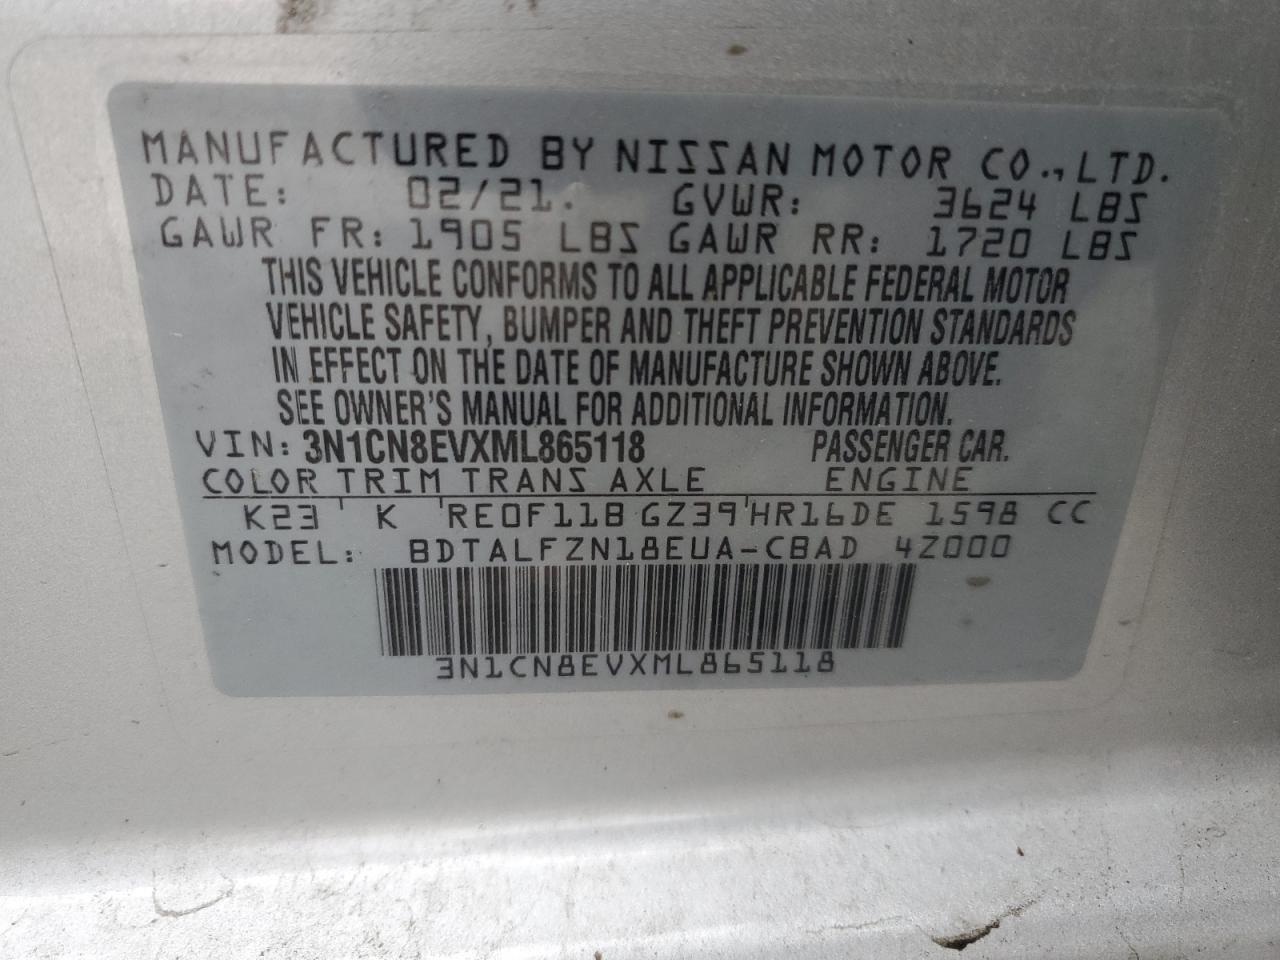 MANUFACTURED BY NISSAN MOTOR CO., LTD.
DATE: 02/21. GVWR: 3624 LBS
GAWR FR: 1905 LBS GAWR RR: 1720 LBS
THIS VEHICLE CONFORMS TO ALL APPLICABLE FEDERAL MOTOR
VEHICLE SAFETY, BUMPER AND THEFT PREVENTION STANDARDS
IN EFFECT ON THE DATE OF MANUFACTURE SHOWN ABOVE.
SEE OWNER'S MANUAL FOR ADDITIONAL INFORMATION.
VIN: 3N1CN8EVXML865118 PASSENGER CAR.
COLOR TRIM TRANS AXLE ENGINE
K23 K RE0F11B GZ39 HR16DE 1598 CC
MODEL: BDTALFZN18EUA-CBAD 4Z000
3N1CN8EVXML865118